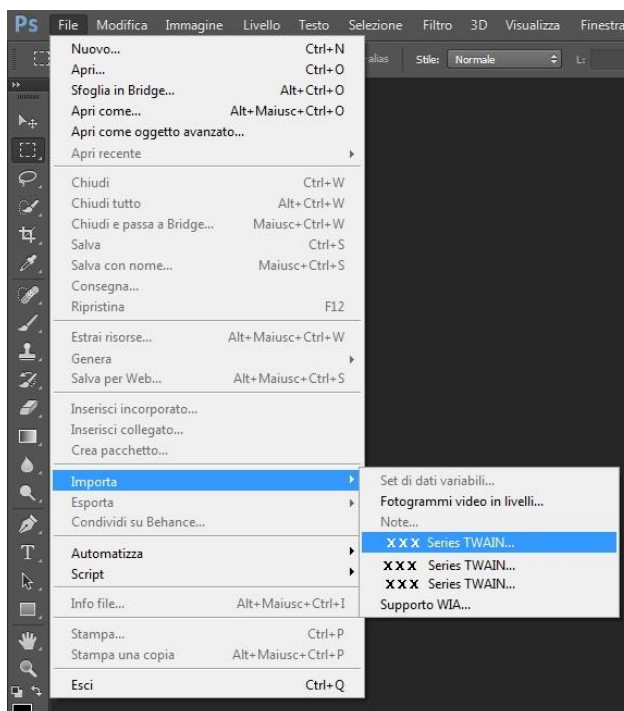 Ps File Modifica Immagine Livello Testo Selezione Filtro 3D Visualizza Finestra
alias Stile: Normale L:
Nuovo... Ctrl+N
Apri... Ctrl+O
Sfoglia in Bridge... Alt+Ctrl+O
Apri come... Alt+Maiusc+Ctrl+O
Apri come oggetto avanzato...
Apri recente
Chiudi Ctrl+W
Chiudi tutto Alt+Ctrl+W
Chiudi e passa a Bridge... Maiusc+Ctrl+W
Salva Ctrl+S
Salva con nome... Maiusc+Ctrl+S
Consegna...
Ripristina F12
Estrai risorse... Alt+Maiusc+Ctrl+W
Genera
Salva per Web... Alt+Maiusc+Ctrl+S
Inserisci incorporato...
Inserisci collegato...
Crea pacchetto...
Importa
Esporta
Condividi su Behance...
Automatizza
Script
Info file... Alt+Maiusc+Ctrl+I
Stampa... Ctrl+P
Stampa una copia Alt+Maiusc+Ctrl+P
Esci Ctrl+Q
Set di dati variabili...
Fotogrammi video in livelli...
Note...
XXX Series TWAIN...
XXX Series TWAIN...
XXX Series TWAIN...
Supporto WIA...